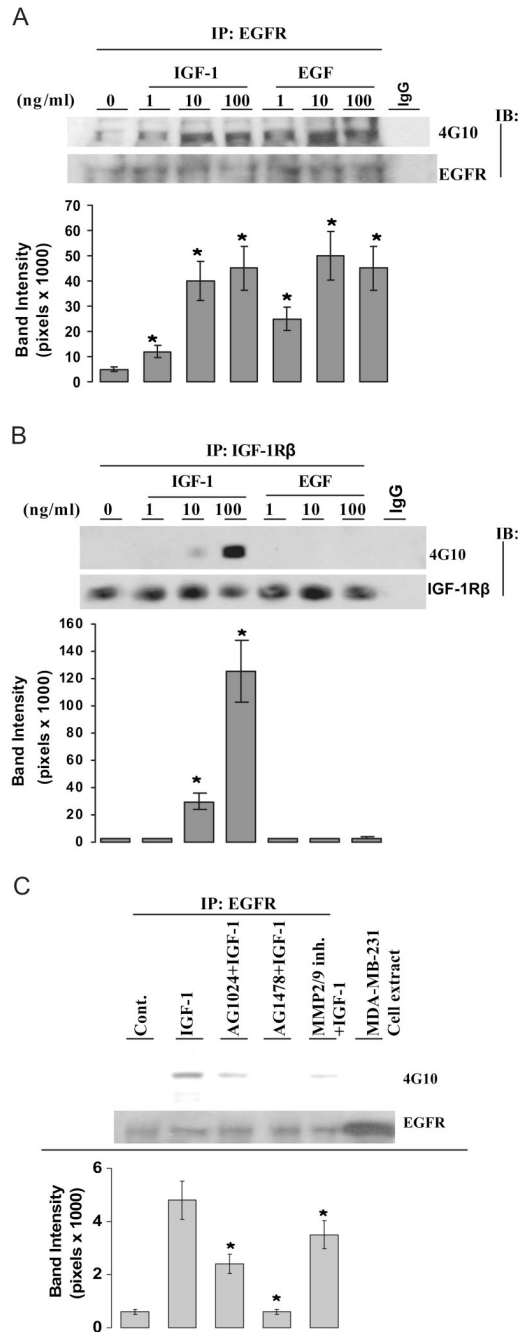 A
IP: EGFR
IGF-1 EGF
(ng/ml) 0 1 10 100 1 10 100 IgG
IB:
4G10
EGFR
Band Intensity
(pixels x 1000)
70
60
50
40
30
20
10
0
* * * * * *
B
IP: IGF-1Rβ
IGF-1 EGF
(ng/ml) 0 1 10 100 1 10 100 IgG
IB:
4G10
IGF-1Rβ
Band Intensity
(pixels x 1000)
160
140
120
100
80
60
40
20
0
* *
C
IP: EGFR
Cont.
IGF-1
AG1024+IGF-1
AG1478+IGF-1
MMP2/9 inh.
+IGF-1
MDA-MB-231
Cell extract
4G10
EGFR
Band Intensity
(pixels x 1000)
6
4
2
0
* * *